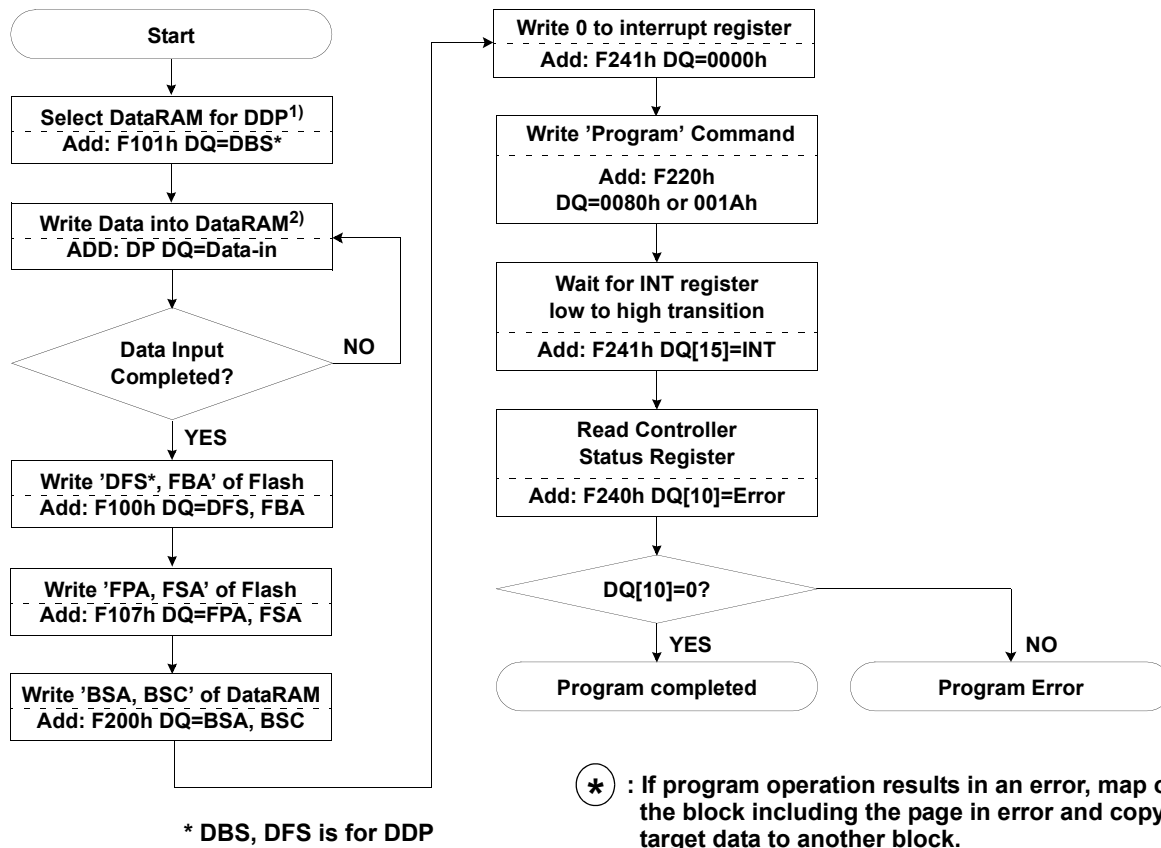 Start
Select DataRAM for DDP1)
Add: F101h DQ=DBS*
Write Data into DataRAM2)
ADD: DP DQ=Data-in
Data Input
Completed?
NO
YES
Write 'DFS*, FBA' of Flash
Add: F100h DQ=DFS, FBA
Write 'FPA, FSA' of Flash
Add: F107h DQ=FPA, FSA
Write 'BSA, BSC' of DataRAM
Add: F200h DQ=BSA, BSC
Write 0 to interrupt register
Add: F241h DQ=0000h
Write 'Program' Command
Add: F220h
DQ=0080h or 001Ah
Wait for INT register
low to high transition
Add: F241h DQ[15]=INT
Read Controller
Status Register
Add: F240h DQ[10]=Error
DQ[10]=0?
YES
NO
Program completed
Program Error
* : If program operation results in an error, map
the block including the page in error and copy
target data to another block.
* DBS, DFS is for DDP